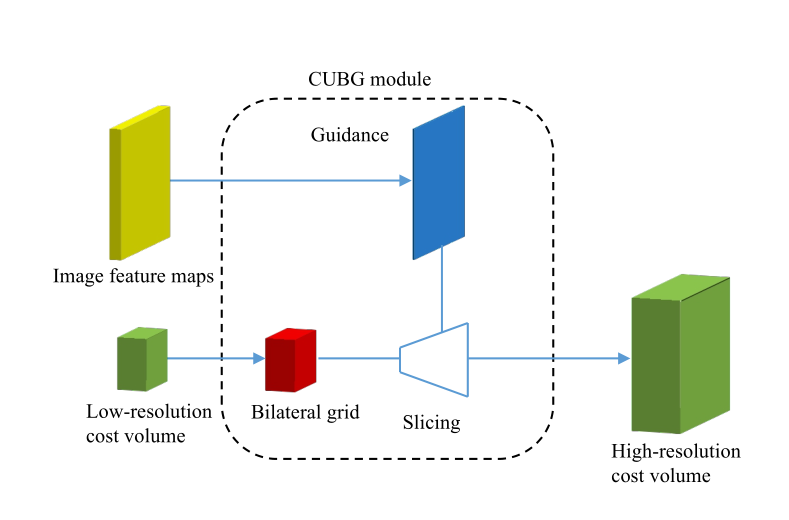 CUBG module
Guidance
Image feature maps
Low-resolution
cost volume
Bilateral grid
Slicing
High-resolution
cost volume